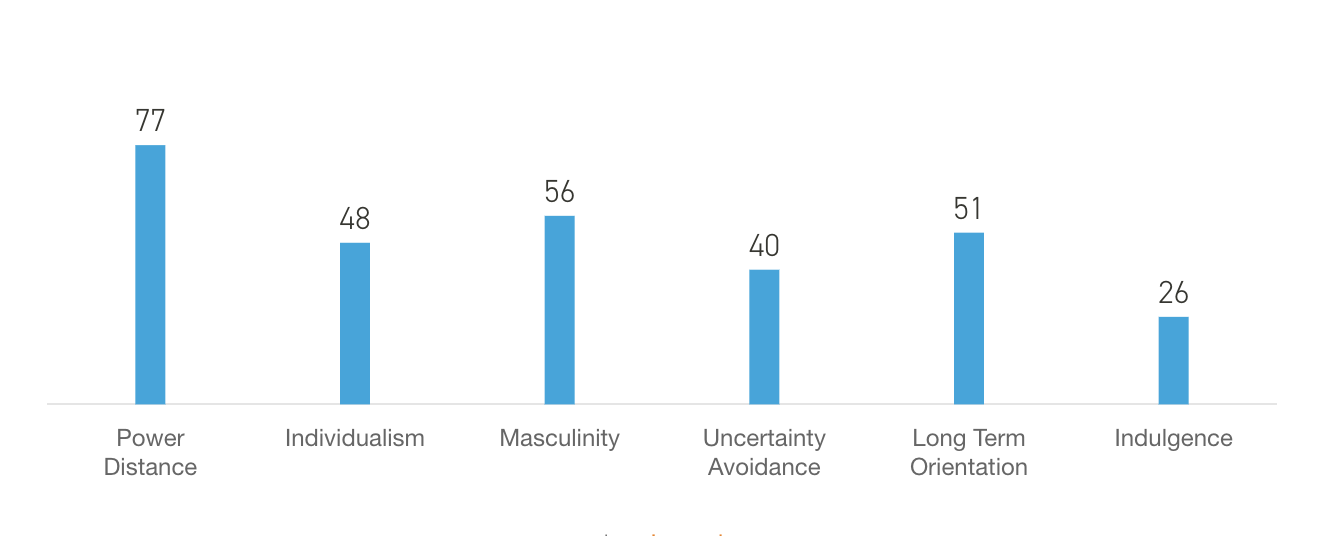 77
48
56
40
51
26
Power
Distance
Individualism
Masculinity
Uncertainty
Avoidance
Long Term
Orientation
Indulgence